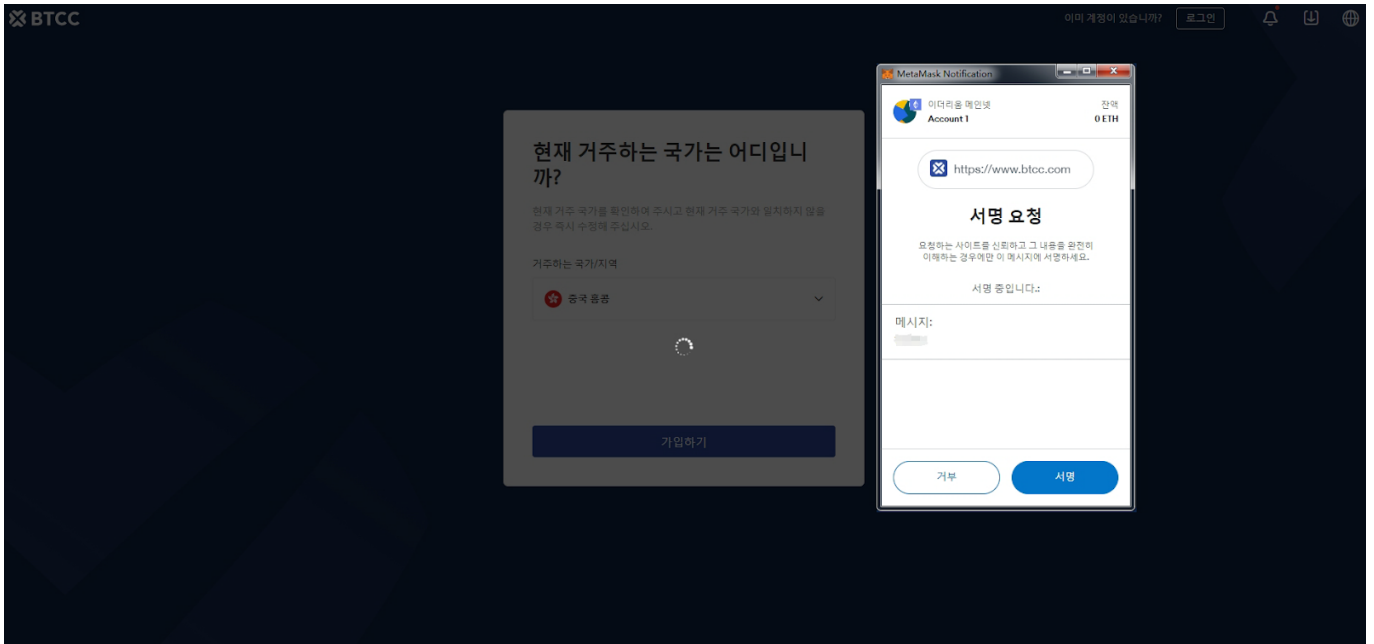 BTCC
이미 계정이 있습니까?
로그인
현재 거주하는 국가는 어디입니
까?
현재 거주 국가를 확인하여 주시고 현재 거주 국가와 일치하지 않을
경우 즉시 수정해 주십시오.
거주하는 국가/지역
중국 홍콩
가입하기
MetaMask Notification
이더리움 메인넷
잔액
Account 1
0 ETH
https://www.btcc.com
서명 요청
요청하는 사이트를 신뢰하고 그 내용을 완전히
이해하는 경우에만 이 메시지에 서명하세요.
서명 중입니다.:
메시지:
거부
서명